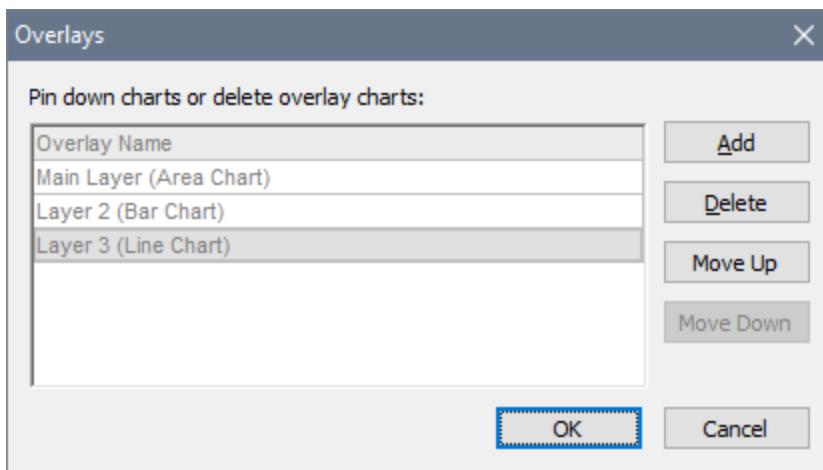 Overlays
Pin down charts or delete overlay charts:
Overlay Name
Main Layer (Area Chart)
Layer 2 (Bar Chart)
Layer 3 (Line Chart)
Add
Delete
Move Up
Move Down
OK
Cancel